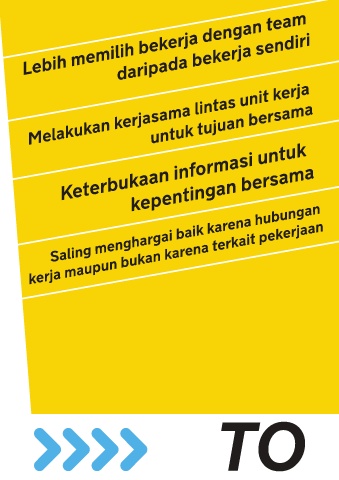 Lebih memilih bekerja dengan team
daripada bekerja sendiri
Melakukan kerjasama lintas unit kerja
untuk tujuan bersama
Keterbukaan informasi untuk
kepentingan bersama
Saling menghargai baik karena hubungan
kerja maupun bukan karena terkait pekerjaan
TO